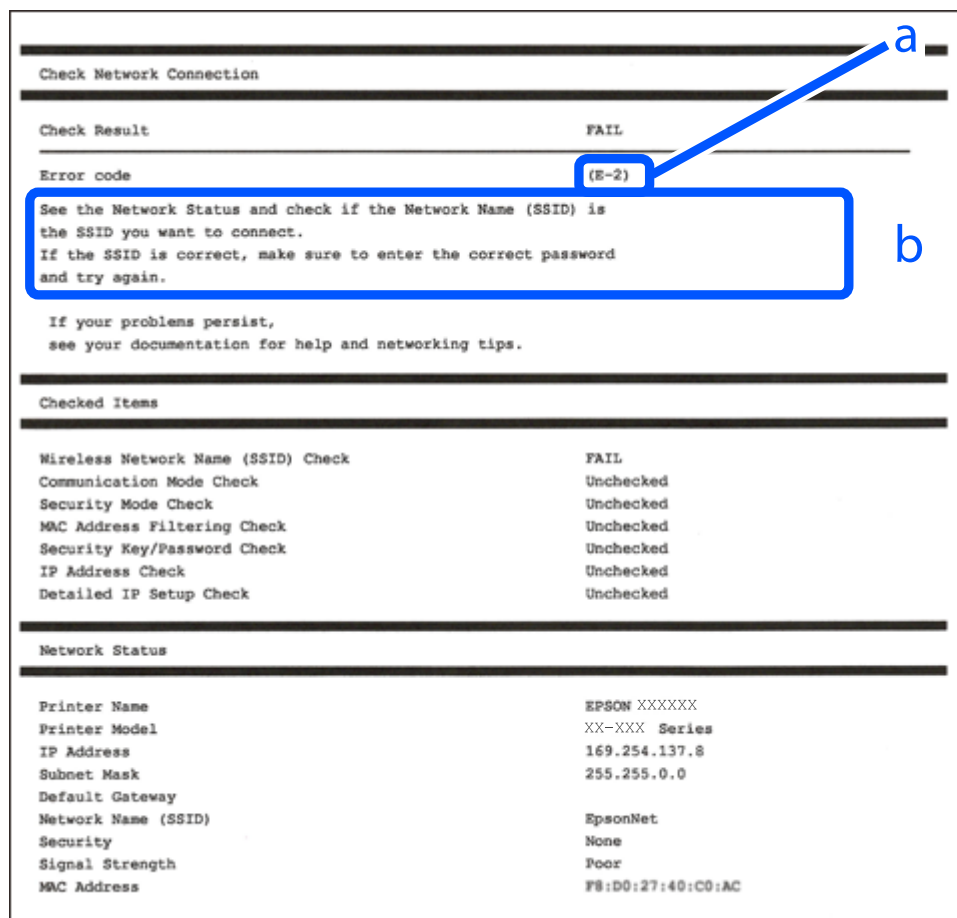 a
Check Network Connection
Check Result FAIL
Error code (E-2)
See the Network Status and check if the Network Name (SSID) is
the SSID you want to connect.
If the SSID is correct, make sure to enter the correct password
and try again.
b
If your problems persist,
see your documentation for help and networking tips.
Checked Items
Wireless Network Name (SSID) Check FAIL
Communication Mode Check Unchecked
Security Mode Check Unchecked
MAC Address Filtering Check Unchecked
Security Key/Password Check Unchecked
IP Address Check Unchecked
Detailed IP Setup Check Unchecked
Network Status
Printer Name EPSON XXXXXX
Printer Model XX-XXX Series
IP Address 169.254.137.8
Subnet Mask 255.255.0.0
Default Gateway
Network Name (SSID) EpsonNet
Security None
Signal Strength Poor
MAC Address F8:D0:27:40:C0:AC